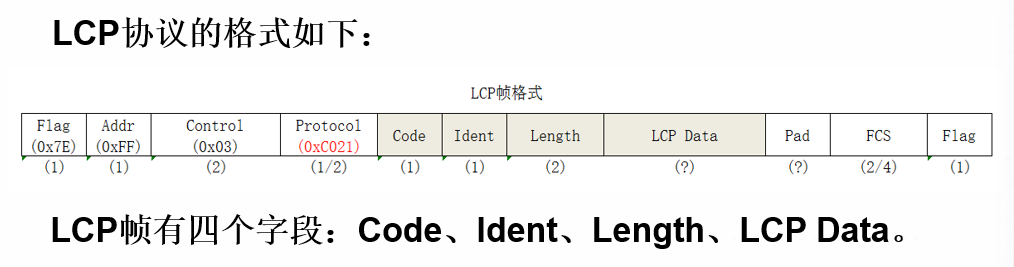 LCP协议的格式如下：
LCP帧格式
Flag Addr Control Protocol Code Ident Length LCP Data Pad FCS Flag
(0x7E) (0xFF) (0x03) (0xC021)
(1) (1) (2) (1/2) (1) (1) (2) (?) (?) (2/4) (1)
LCP帧有四个字段：Code、Ident、Length、LCP Data。